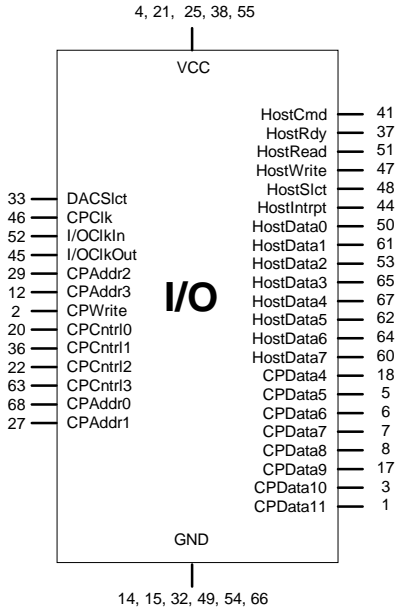 4, 21, 25, 38, 55
VCC
HostCmd 41
HostRdy 37
HostRead 51
HostWrite 47
HostSlct 48
HostIntrpt 44
HostData0 50
HostData1 61
HostData2 53
HostData3 65
HostData4 67
HostData5 62
HostData6 64
HostData7 60
CPData4 18
CPData5 5
CPData6 6
CPData7 7
CPData8 8
CPData9 17
CPData10 3
CPData11 1
33 DACSlct
46 CPClk
52 I/OClkIn
45 I/OClkOut
29 CPAddr2
12 CPAddr3
2 CPWrite
20 CPCntrl0
36 CPCntrl1
22 CPCntrl2
63 CPCntrl3
68 CPAddr0
27 CPAddr1
I/O
GND
14, 15, 32, 49, 54, 66